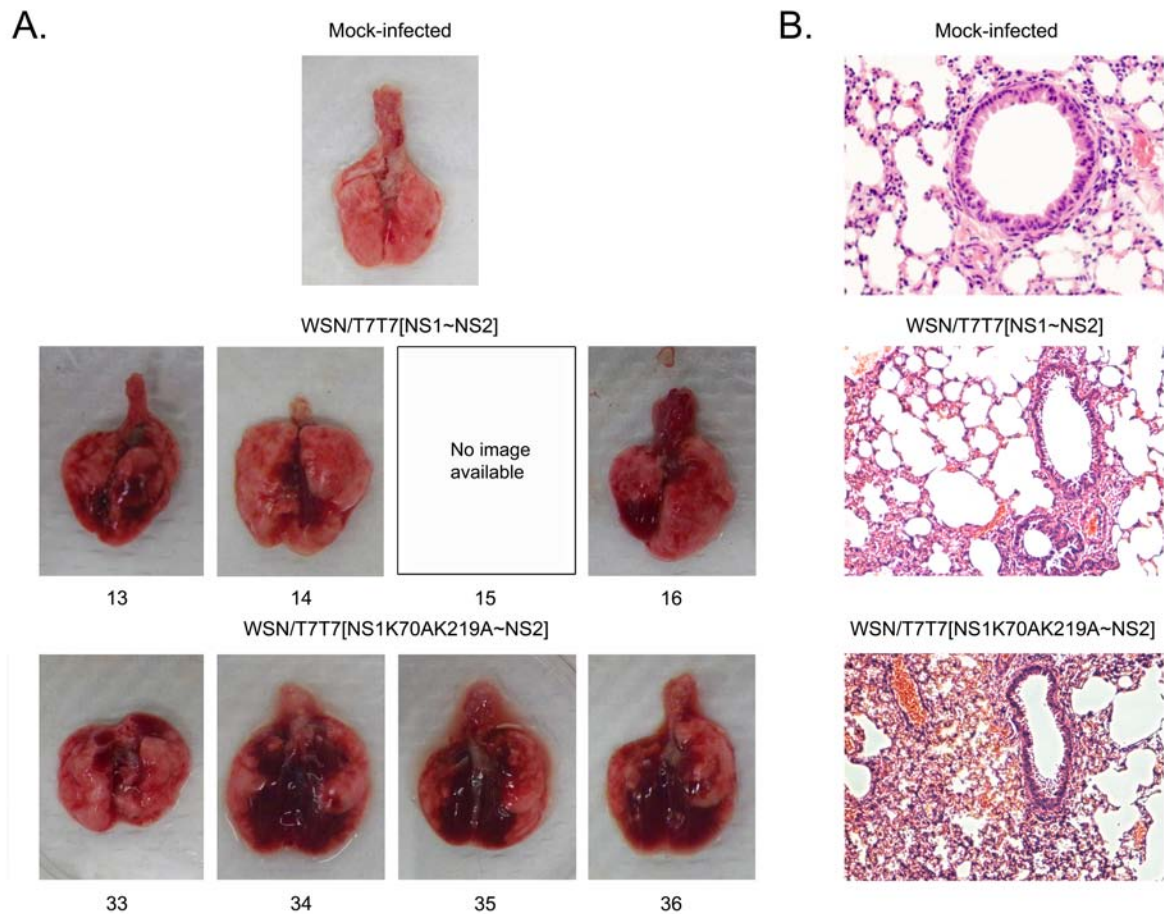 A.
Mock-infected
WSN/T7T7[NS1~NS2]
No image
available
13
14
15
16
WSN/T7T7[NS1K70AK219A~NS2]
33
34
35
36
B.
Mock-infected
WSN/T7T7[NS1~NS2]
WSN/T7T7[NS1K70AK219A~NS2]